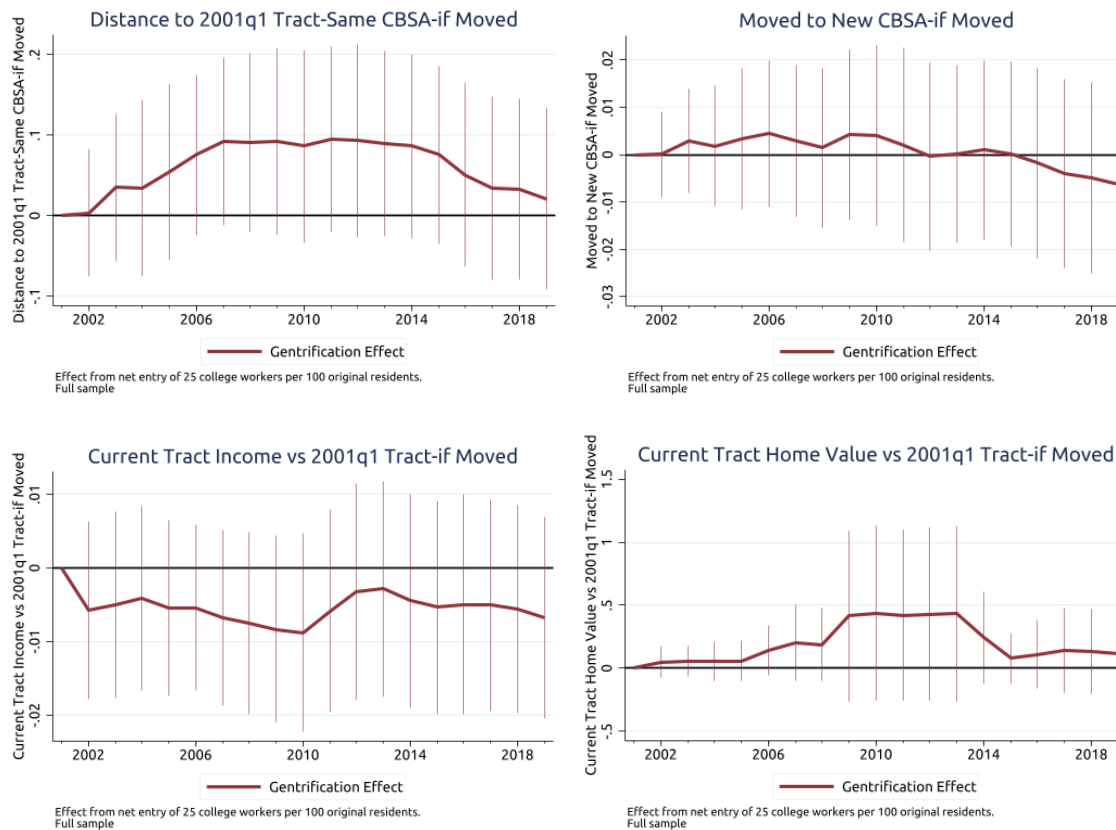 Distance to 2001q1 Tract-Same CBSA-if Moved
Distance to 2001q1 Tract-Same CBSA-if Moved
.2
.1
0
-.1
2002 2006 2010 2014 2018
Gentrification Effect
Effect from net entry of 25 college workers per 100 original residents.
Full sample
Moved to New CBSA-if Moved
Moved to New CBSA-if Moved
.02
.01
0
-.01
-.02
-.03
2002 2006 2010 2014 2018
Gentrification Effect
Effect from net entry of 25 college workers per 100 original residents.
Full sample
Current Tract Income vs 2001q1 Tract-if Moved
Current Tract Income vs 2001q1 Tract-if Moved
.01
0
-.01
-.02
2002 2006 2010 2014 2018
Gentrification Effect
Effect from net entry of 25 college workers per 100 original residents.
Full sample
Current Tract Home Value vs 2001q1 Tract-if Moved
Current Tract Home Value vs 2001q1 Tract-if Moved
1.5
1
.5
0
-.5
2002 2006 2010 2014 2018
Gentrification Effect
Effect from net entry of 25 college workers per 100 original residents.
Full sample